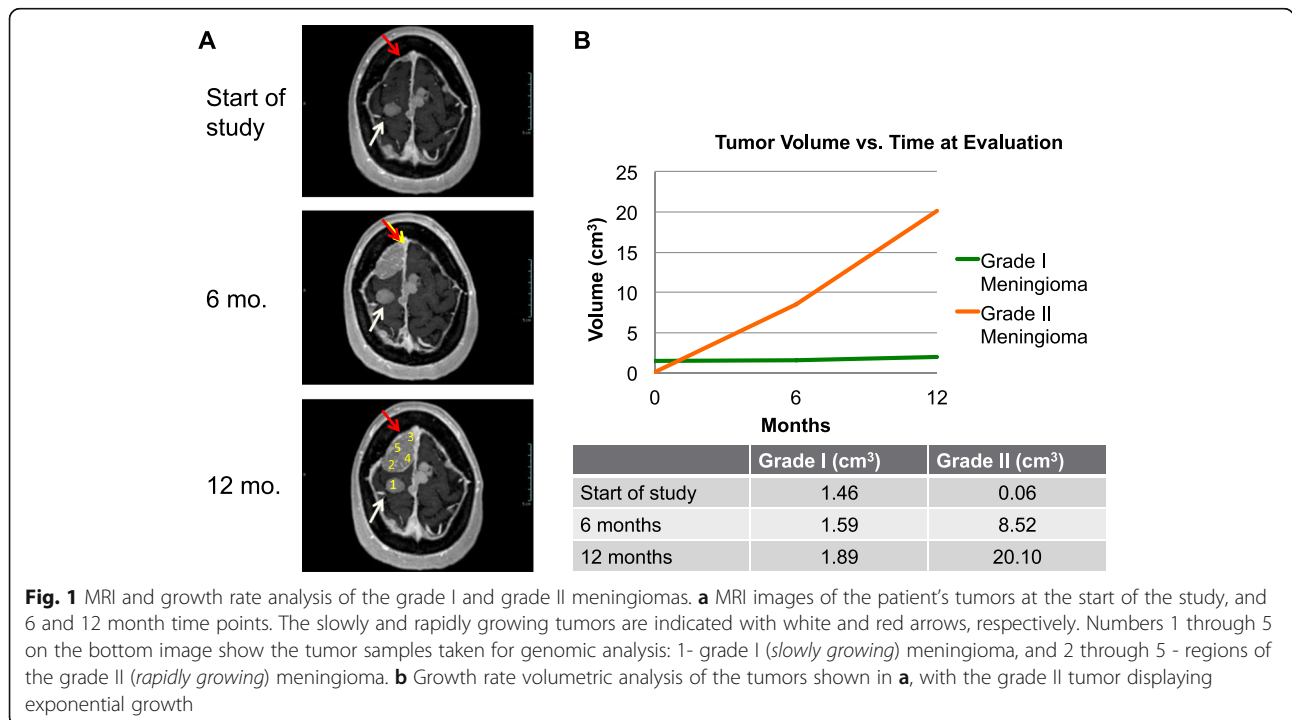 A
Start of
study
6 mo.
12 mo.
3
5
4
2
1
B
Tumor Volume vs. Time at Evaluation
25
20
15
10
5
0
Volume (cm³)
0 6 12
Months
Grade I
Meningioma
Grade II
Meningioma
Grade I (cm³) Grade II (cm³)
Start of study 1.46 0.06
6 months 1.59 8.52
12 months 1.89 20.10
Fig. 1 MRI and growth rate analysis of the grade I and grade II meningiomas. a MRI images of the patient's tumors at the start of the study, and
6 and 12 month time points. The slowly and rapidly growing tumors are indicated with white and red arrows, respectively. Numbers 1 through 5
on the bottom image show the tumor samples taken for genomic analysis: 1- grade I (slowly growing) meningioma, and 2 through 5 - regions of
the grade II (rapidly growing) meningioma. b Growth rate volumetric analysis of the tumors shown in a, with the grade II tumor displaying
exponential growth